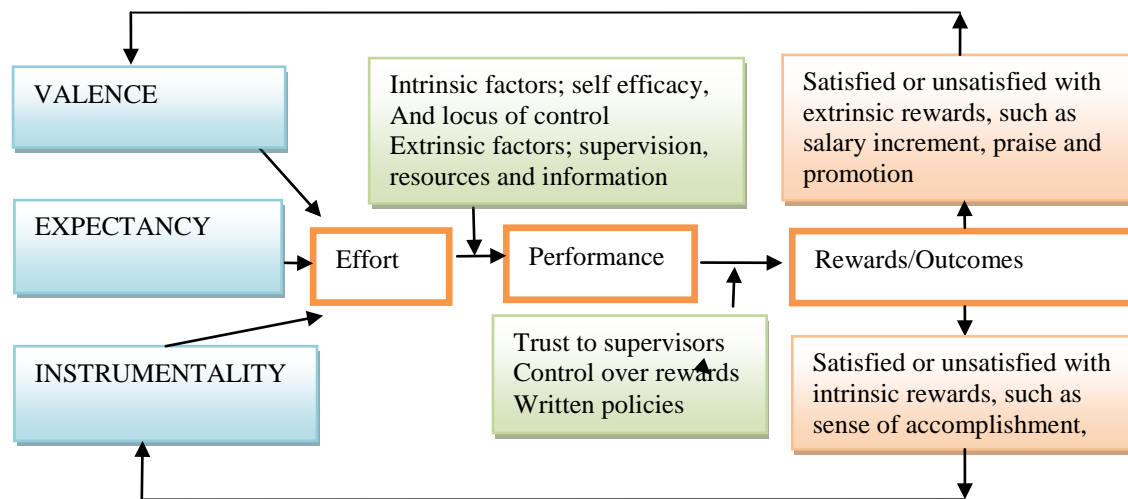 VALENCE
Intrinsic factors; self efficacy,
And locus of control
Extrinsic factors; supervision,
resources and information
Satisfied or unsatisfied with
extrinsic rewards, such as
salary increment, praise and
promotion
EXPECTANCY
Effort
Performance
Rewards/Outcomes
INSTRUMENTALITY
Trust to supervisors
Control over rewards
Written policies
Satisfied or unsatisfied with
intrinsic rewards, such as
sense of accomplishment,